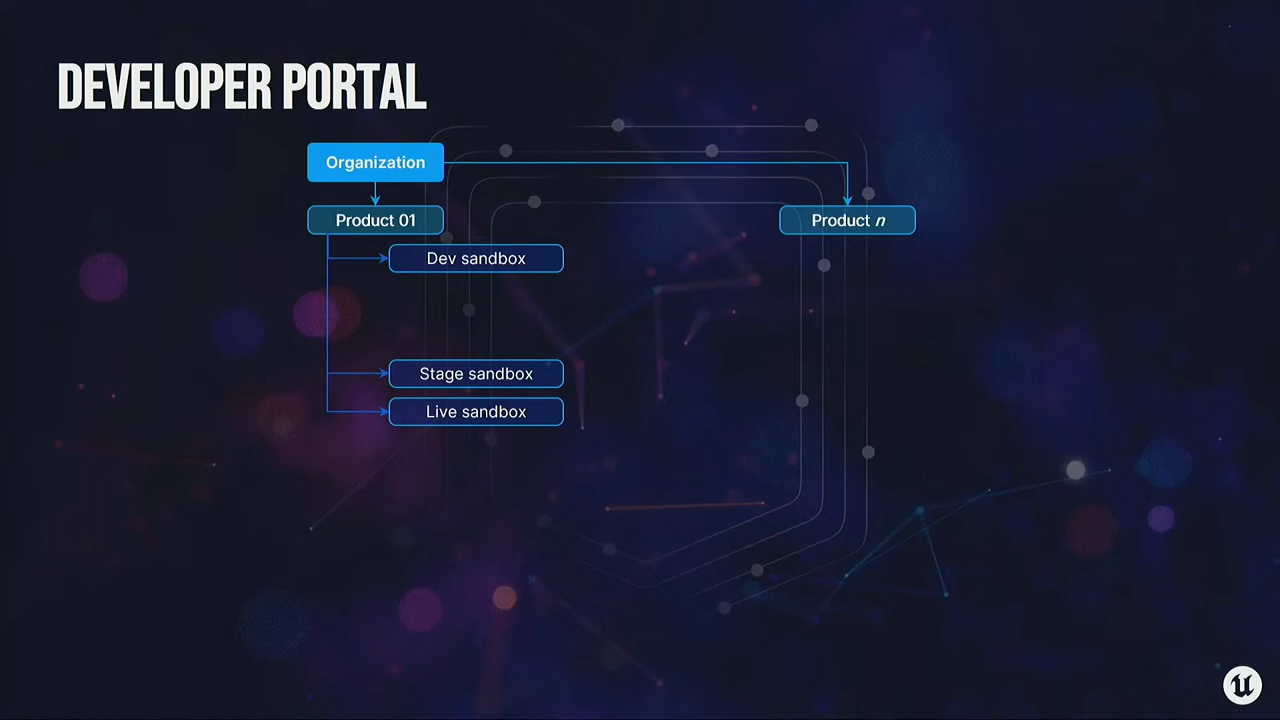 DEVELOPER PORTAL
Organization
Product 01
Product n
Dev sandbox
Stage sandbox
Live sandbox